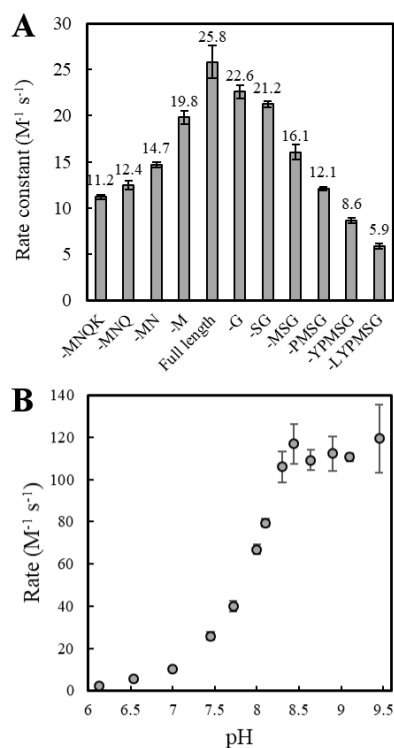 A
Rate constant (M-1 s-1)
30
25
20
15
10
5
0
11.2
12.4
14.7
19.8
25.8
22.6
21.2
16.1
12.1
8.6
5.9
-MNQK
-MNQ
-MN
-M
Full length
-G
-SG
-MSG
-PMSG
-YPMSG
-LYPMSG
B
Rate (M-1 s-1)
140
120
100
80
60
40
20
0
6 6.5 7 7.5 8 8.5 9 9.5
pH